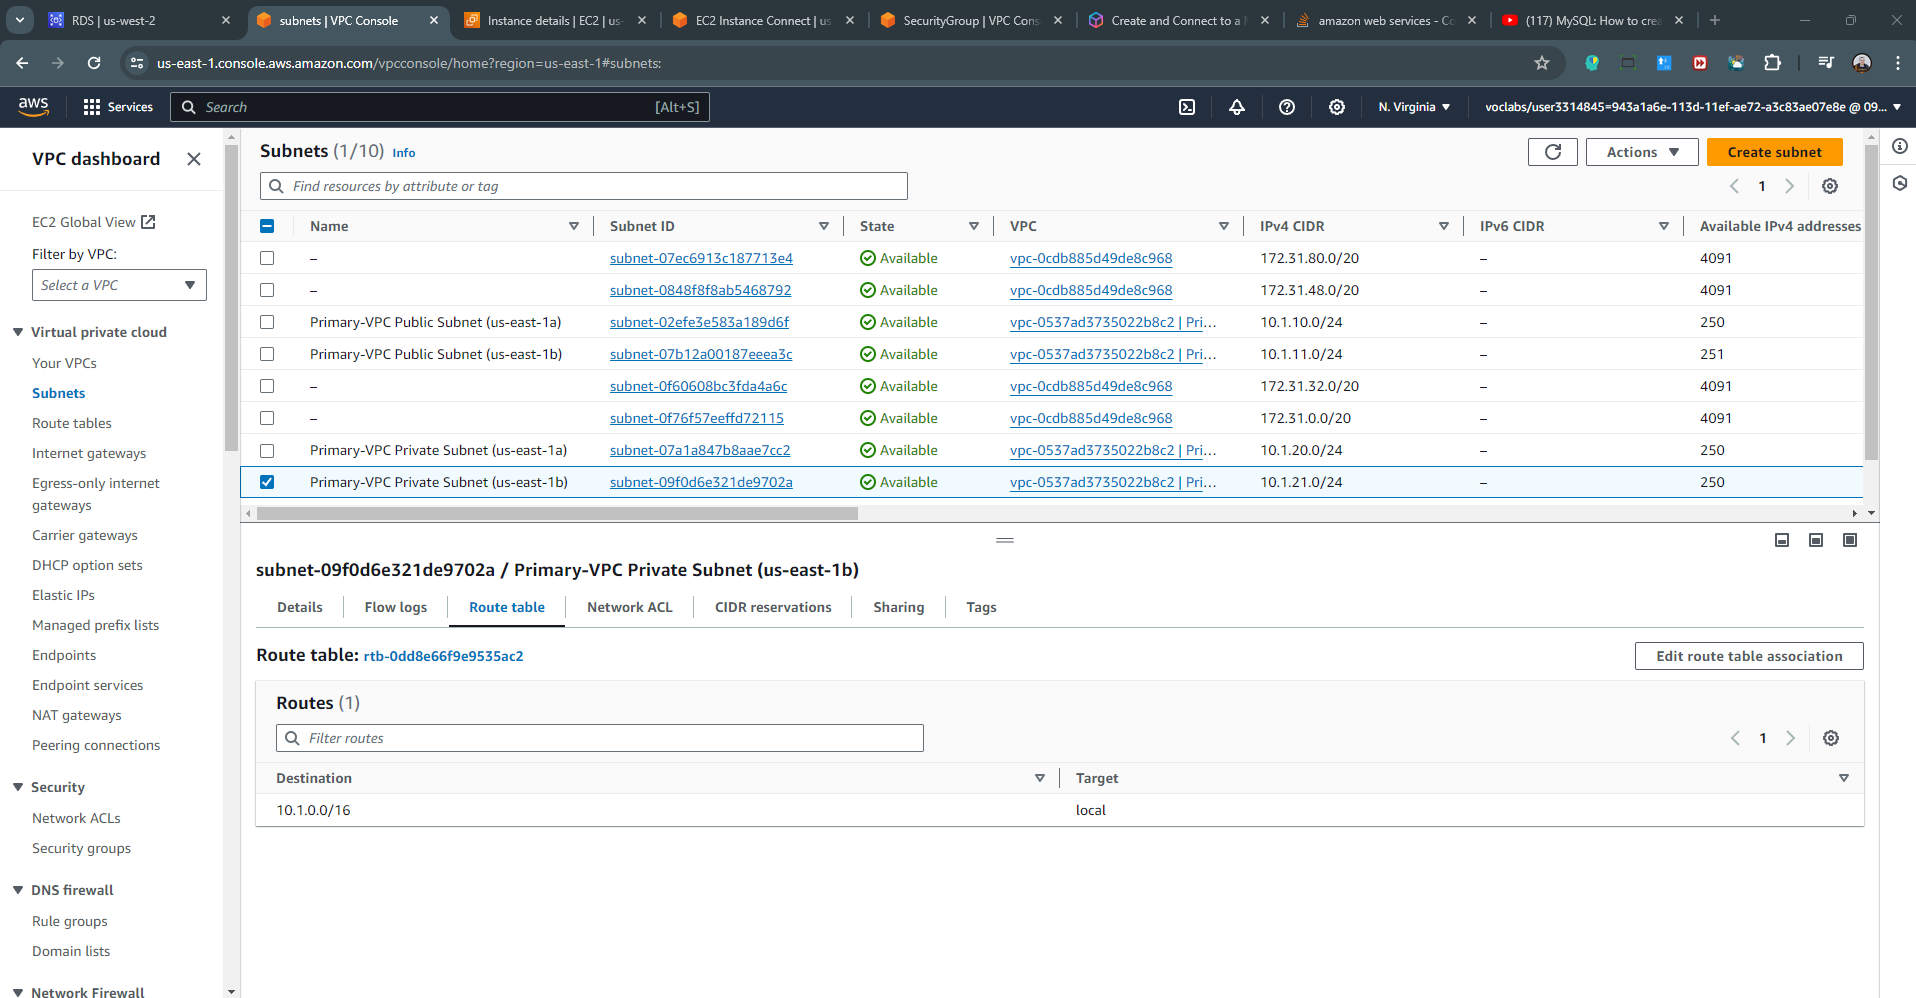 RDS | us-west-2
subnets | VPC Console
Instance details | EC2 | us-
EC2 Instance Connect | us
SecurityGroup | VPC Cons
Create and Connect to a
amazon web services - Co
(117) MySQL: How to crea
us-east-1.console.aws.amazon.com/vpcconsole/home?region=us-east-1#subnets:
aws
Services
Search
[Alt+S]
N. Virginia
voclabs/user3314845=943a1a6e-113d-11ef-ae72-a3c83ae07e8e @ 09...
VPC dashboard
EC2 Global View
Filter by VPC:
Select a VPC
Virtual private cloud
Your VPCs
Subnets
Route tables
Internet gateways
Egress-only internet
gateways
Carrier gateways
DHCP option sets
Elastic IPs
Managed prefix lists
Endpoints
Endpoint services
NAT gateways
Peering connections
Security
Network ACLs
Security groups
DNS firewall
Rule groups
Domain lists
Network Firewall
Subnets (1/10) Info
Actions
Create subnet
Find resources by attribute or tag
1
Name Subnet ID State VPC IPv4 CIDR IPv6 CIDR Available IPv4 addresses
– subnet-07ec6913c187713e4 Available vpc-0cdb885d49de8c968 172.31.80.0/20 – 4091
– subnet-0848f8f8ab5468792 Available vpc-0cdb885d49de8c968 172.31.48.0/20 – 4091
Primary-VPC Public Subnet (us-east-1a) subnet-02efe3e583a189d6f Available vpc-0537ad3735022b8c2 | Pri... 10.1.10.0/24 – 250
Primary-VPC Public Subnet (us-east-1b) subnet-07b12a00187eeea3c Available vpc-0537ad3735022b8c2 | Pri... 10.1.11.0/24 – 251
– subnet-0f60608bc3fda4a6c Available vpc-0cdb885d49de8c968 172.31.32.0/20 – 4091
– subnet-0f76f57eeffd72115 Available vpc-0cdb885d49de8c968 172.31.0.0/20 – 4091
Primary-VPC Private Subnet (us-east-1a) subnet-07a1a847b8aae7cc2 Available vpc-0537ad3735022b8c2 | Pri... 10.1.20.0/24 – 250
Primary-VPC Private Subnet (us-east-1b) subnet-09f0d6e321de9702a Available vpc-0537ad3735022b8c2 | Pri... 10.1.21.0/24 – 250
subnet-09f0d6e321de9702a / Primary-VPC Private Subnet (us-east-1b)
Details Flow logs Route table Network ACL CIDR reservations Sharing Tags
Route table: rtb-0dd8e66f9e9535ac2
Edit route table association
Routes (1)
Filter routes
1
Destination Target
10.1.0.0/16 local